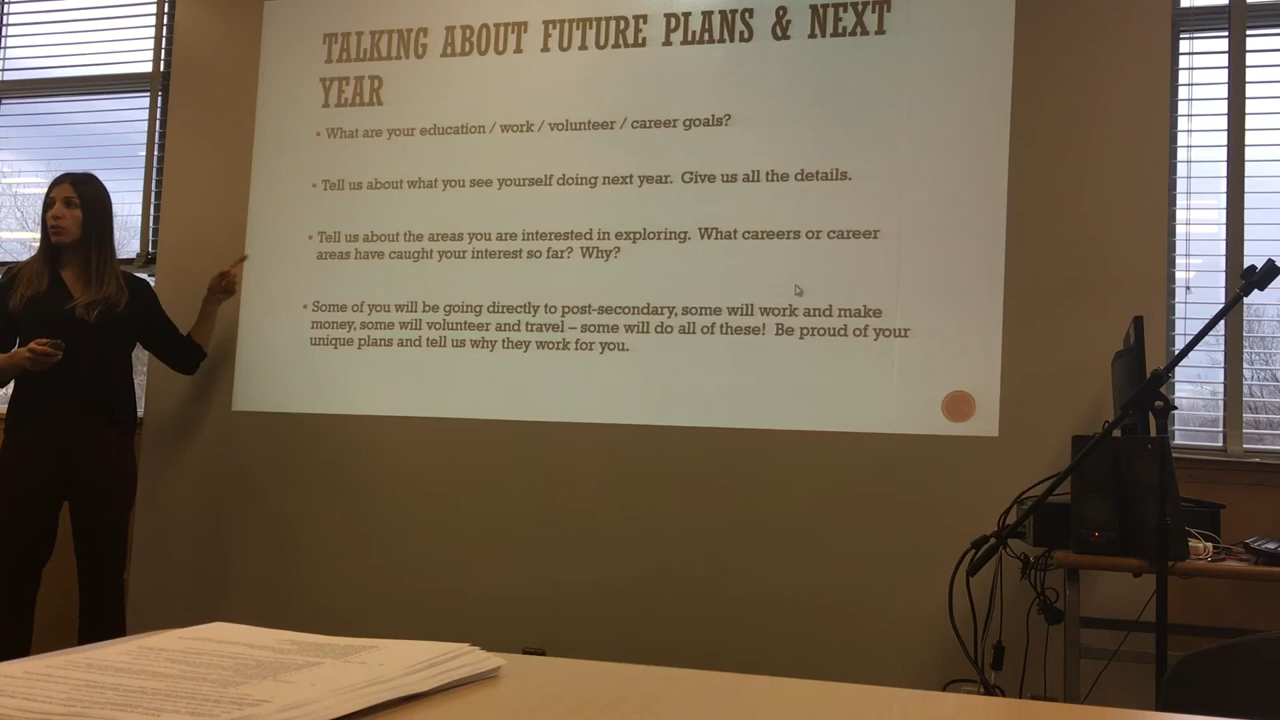 TALKING ABOUT FUTURE PLANS & NEXT
YEAR
What are your education / work / volunteer / career goals?
Tell us about what you see yourself doing next year. Give us all the details.
Tell us about the areas you are interested in exploring. What careers or career
areas have caught your interest so far? Why?
Some of you will be going directly to post-secondary, some will work and make
money, some will volunteer and travel – some will do all of these! Be proud of your
unique plans and tell us why they work for you.